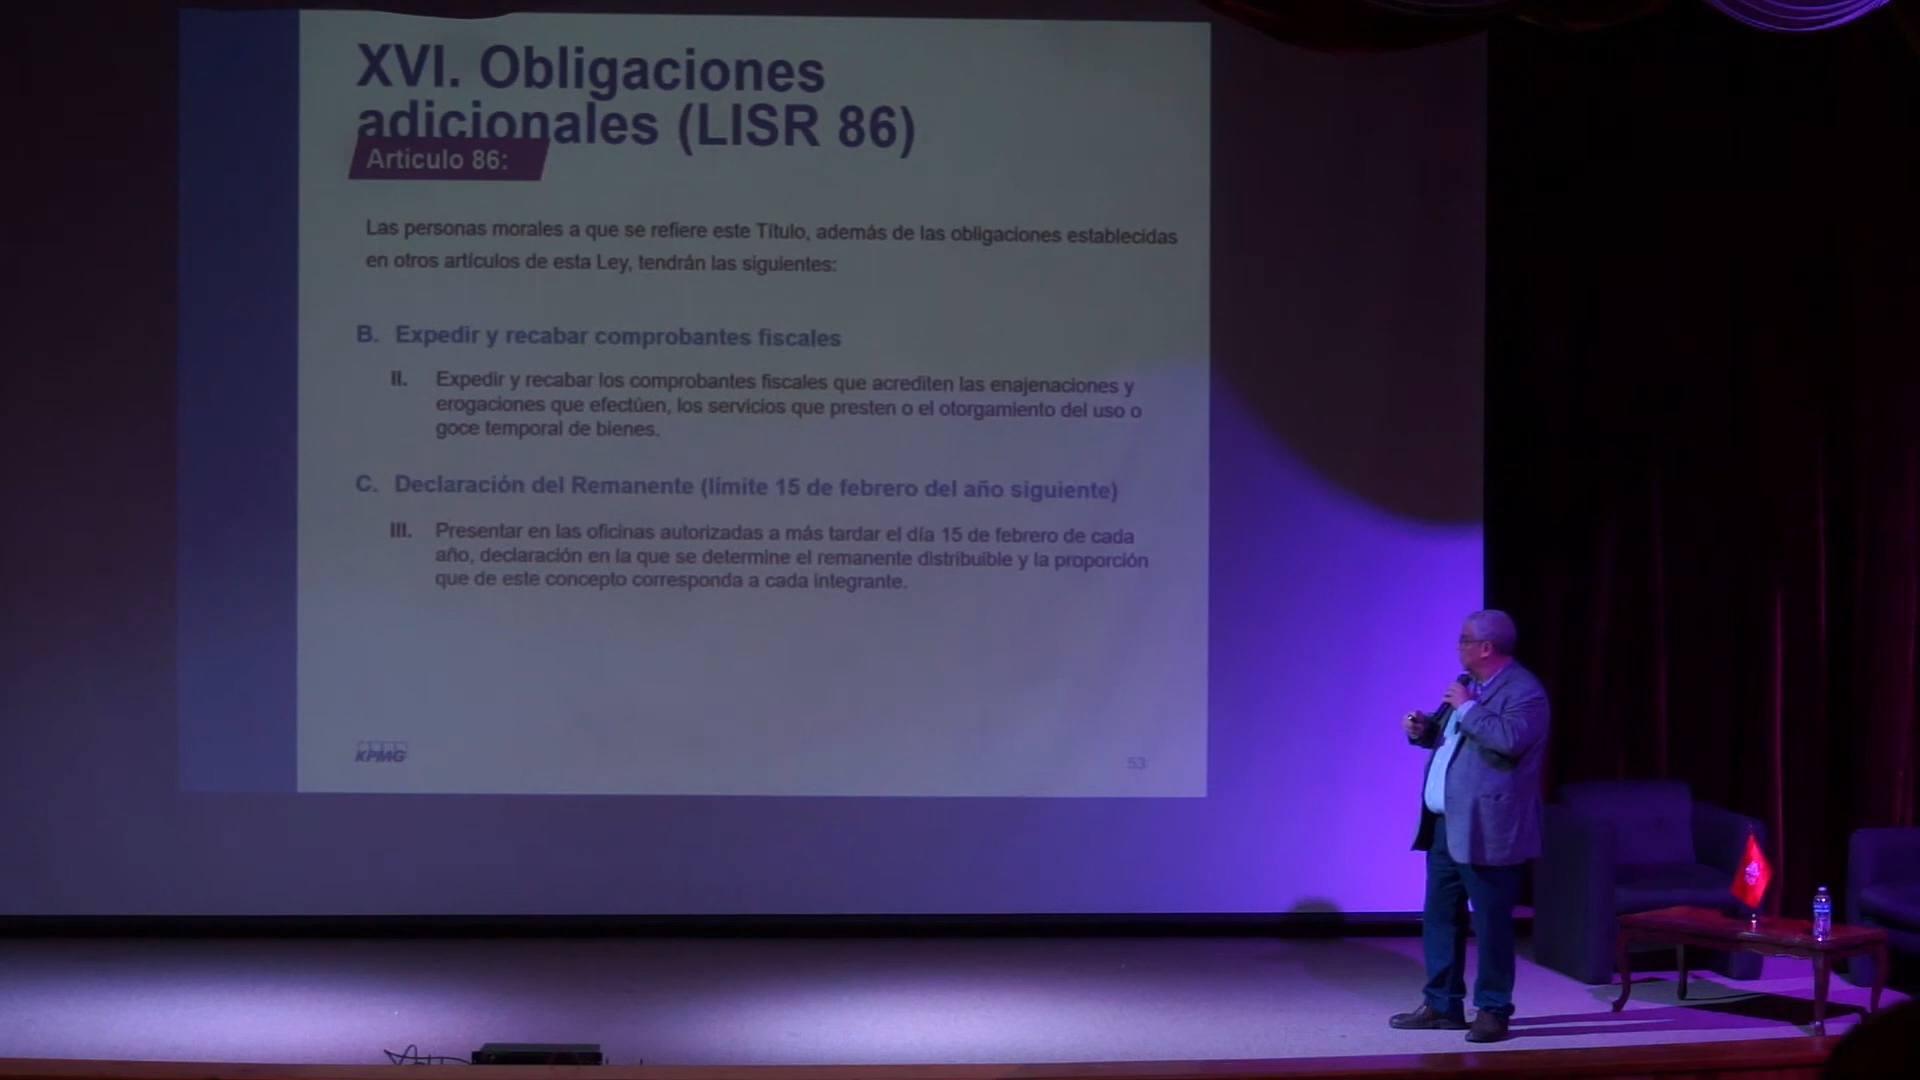 XVI. Obligaciones
adicionales (LISR 86)
Artículo 86:
Las personas morales a que se refiere este Título, además de las obligaciones establecidas
en otros artículos de esta Ley, tendrán las siguientes:
B. Expedir y recabar comprobantes fiscales
II. Expedir y recabar los comprobantes fiscales que acrediten las enajenaciones y
erogaciones que efectúen, los servicios que presten o el otorgamiento del uso o
goce temporal de bienes.
C. Declaración del Remanente (límite 15 de febrero del año siguiente)
III. Presentar en las oficinas autorizadas a más tardar el día 15 de febrero de cada
año, declaración en la que se determine el remanente distribuible y la proporción
que de este concepto corresponda a cada integrante.
KPMG
53